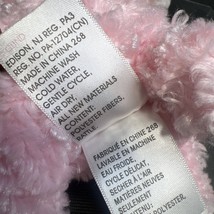 EDISON, NJ REG. PA3
REG. NO. PA-12704(CN)
MADE IN CHINA 268
MACHINE WASH
COLD WATER,
GENTLE CYCLE,
AIR DRY.
ALL NEW MATERIALS
POLYESTER FIBERS.
FABRIQUÉ EN CHINE 268
LAVABLE EN MACHINE
EAU FROIDE,
CYCLE DÉLICAT,
SÉCHER À L'AIR
MATIÈRES NEUVES
SEULEMENT
POLYESTER.